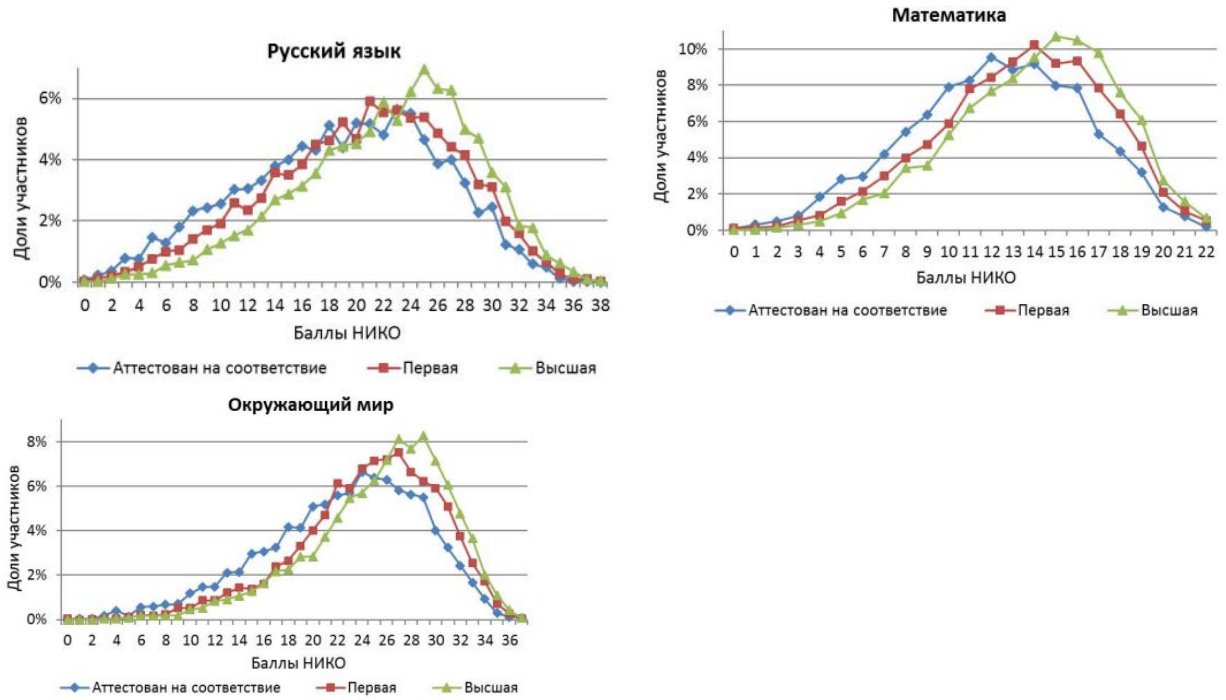 Русский язык
Доли участников
6%
4%
2%
0%
0 2 4 6 8 10 12 14 16 18 20 22 24 26 28 30 32 34 36 38
Баллы НИКО
Аттестован на соответствие Первая Высшая
Математика
Доли участников
10%
8%
6%
4%
2%
0%
0 1 2 3 4 5 6 7 8 9 10 11 12 13 14 15 16 17 18 19 20 21 22
Баллы НИКО
Аттестован на соответствие Первая Высшая
Окружающий мир
Доли участников
8%
6%
4%
2%
0%
0 2 4 6 8 10 12 14 16 18 20 22 24 26 28 30 32 34 36
Баллы НИКО
Аттестован на соответствие Первая Высшая